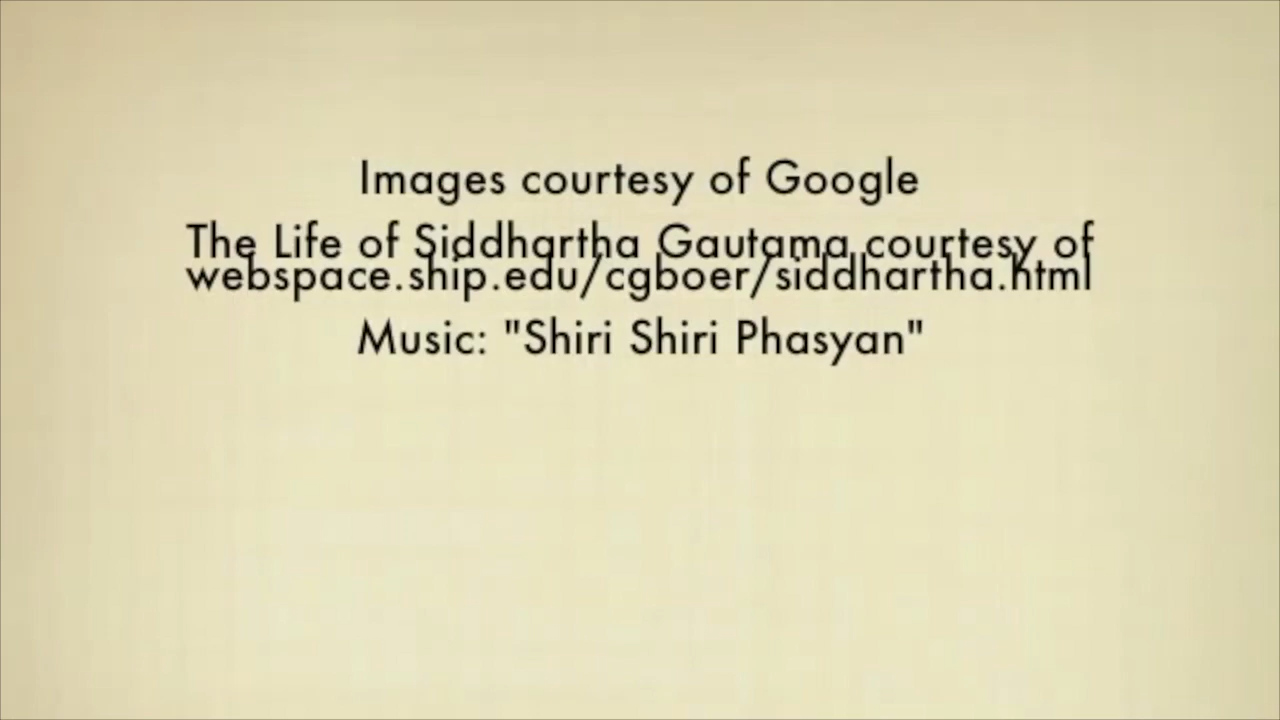 Images courtesy of Google
The Life of Siddhartha Gautama courtesy of
webspace.ship.edu/cgboer/siddhartha.html
Music: "Shiri Shiri Phasyan"